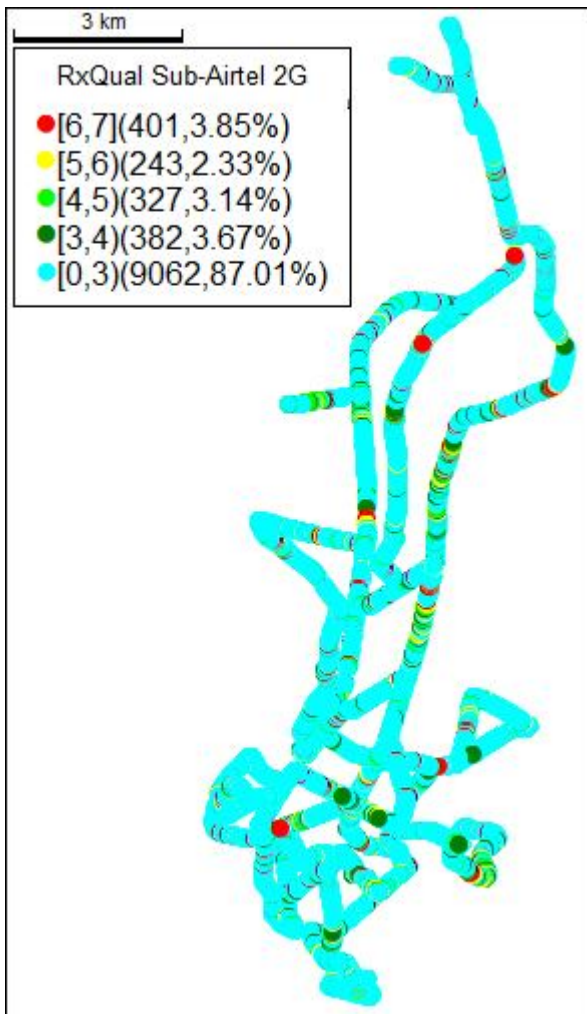 3 km
RxQual Sub-Airtel 2G
[6,7](401,3.85%)
[5,6)(243,2.33%)
[4,5)(327,3.14%)
[3,4)(382,3.67%)
[0,3)(9062,87.01%)